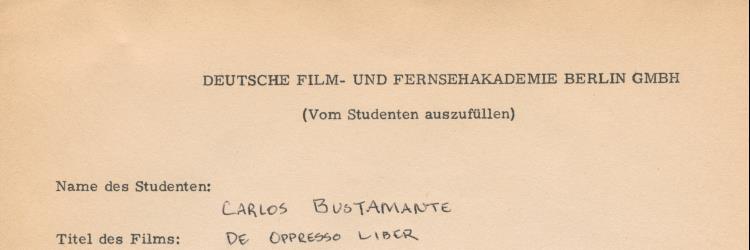 DEUTSCHE FILM- UND FERNSEHAKADEMIE BERLIN GMBH
(Vom Studenten auszufüllen)
Name des Studenten:
CARLOS BUSTAMANTE
Titel des Films: DE OPPRESSO LIBER